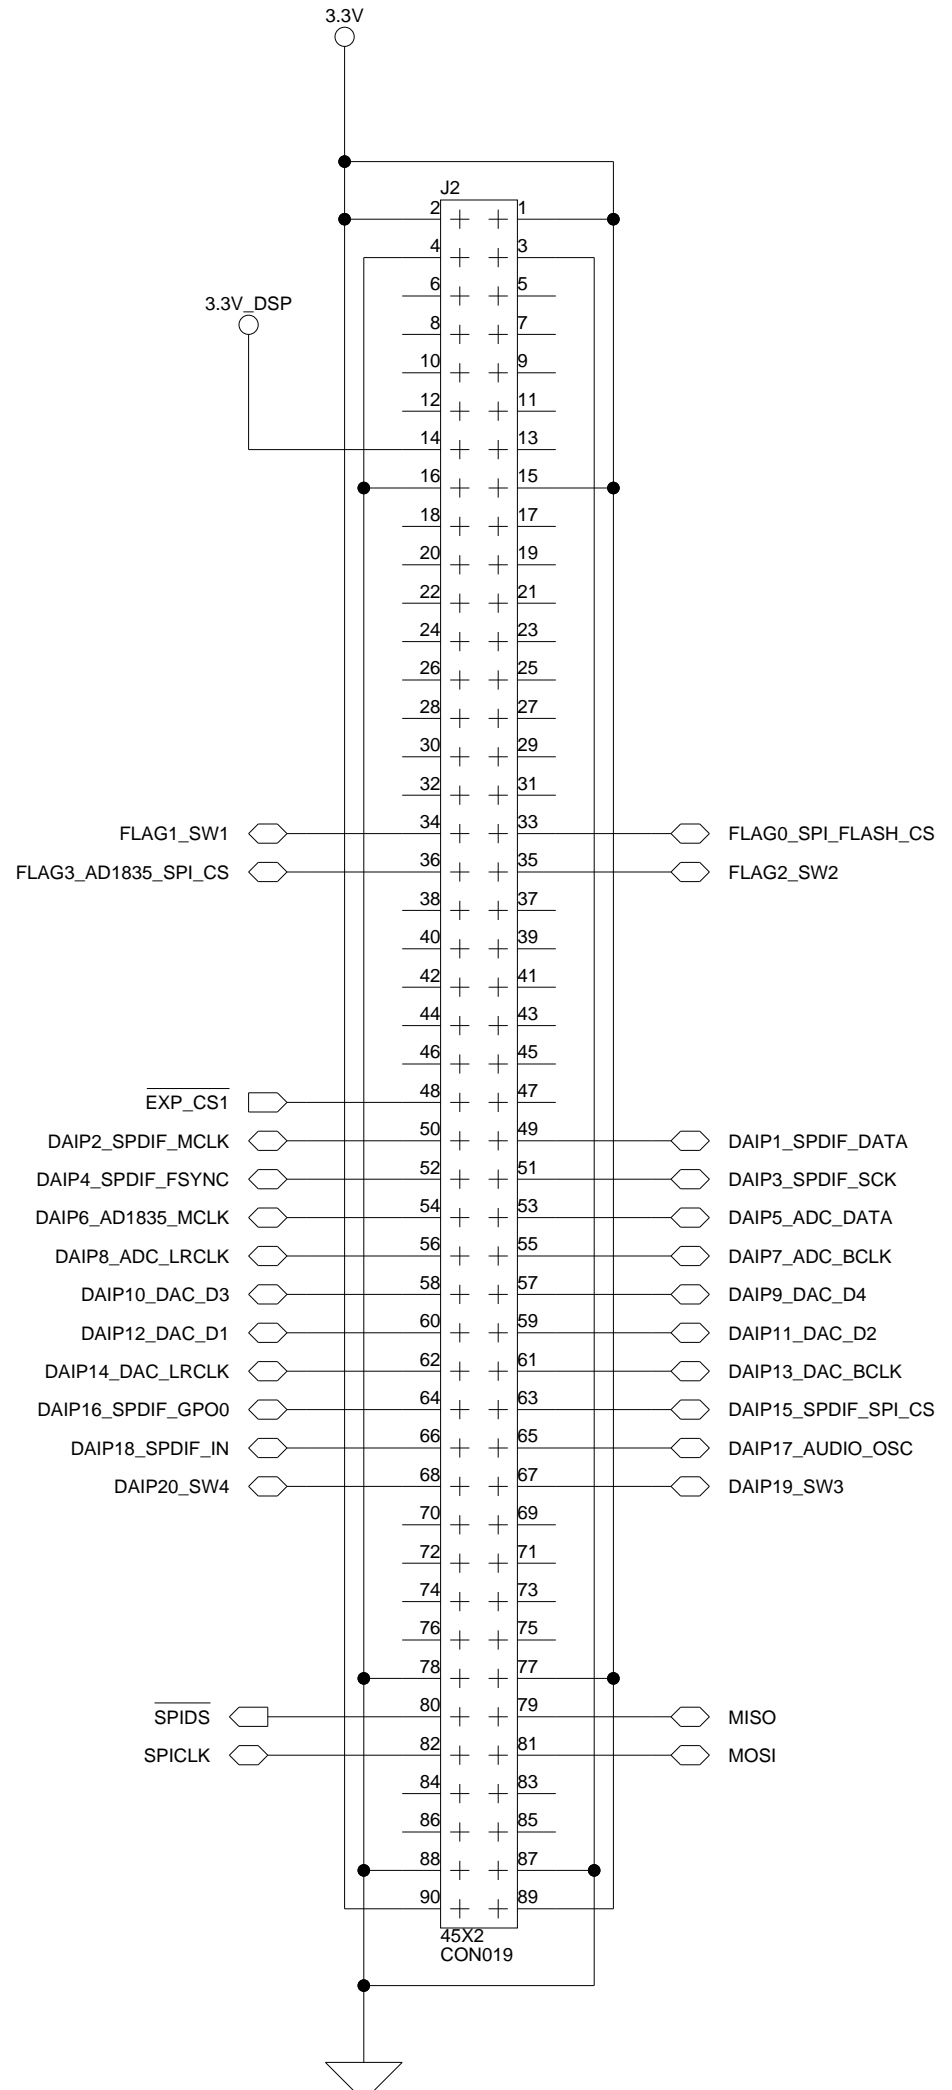 3.3V
J2
2 1
4 3
6 5
3.3V_DSP
8 7
10 9
12 11
14 13
16 15
18 17
20 19
22 21
24 23
26 25
28 27
30 29
32 31
FLAG1_SW1 34 33 FLAG0_SPI_FLASH_CS
FLAG3_AD1835_SPI_CS 36 35 FLAG2_SW2
38 37
40 39
42 41
44 43
46 45
EXP_CS1 48 47
DAIP2_SPDIF_MCLK 50 49 DAIP1_SPDIF_DATA
DAIP4_SPDIF_FSYNC 52 51 DAIP3_SPDIF_SCK
DAIP6_AD1835_MCLK 54 53 DAIP5_ADC_DATA
DAIP8_ADC_LRCLK 56 55 DAIP7_ADC_BCLK
DAIP10_DAC_D3 58 57 DAIP9_DAC_D4
DAIP12_DAC_D1 60 59 DAIP11_DAC_D2
DAIP14_DAC_LRCLK 62 61 DAIP13_DAC_BCLK
DAIP16_SPDIF_GPO0 64 63 DAIP15_SPDIF_SPI_CS
DAIP18_SPDIF_IN 66 65 DAIP17_AUDIO_OSC
DAIP20_SW4 68 67 DAIP19_SW3
70 69
72 71
74 73
76 75
78 77
SPIDS 80 79 MISO
SPICLK 82 81 MOSI
84 83
86 85
88 87
90 89
45X2
CON019